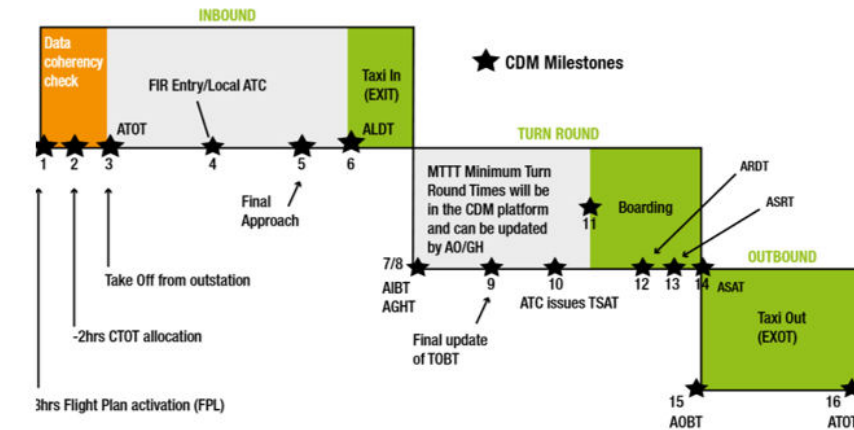 INBOUND
Data
coherency
check
FIR Entry/Local ATC
Taxi In
(EXIT)
CDM Milestones
ATOT
ALDT
1
2
3
4
5
6
TURN ROUND
Final
Approach
MTTT Minimum Turn
Round Times will be
in the CDM platform
and can be updated
by AO/GH
11
Boarding
ARDT
ASRT
Take Off from outstation
7/8
AIBT
AGHT
9
10
ATC issues TSAT
12
13
14
ASAT
OUTBOUND
Final update
of TOBT
-2hrs CTOT allocation
Taxi Out
(EXOT)
3hrs Flight Plan activation (FPL)
15
AOBT
16
ATOT